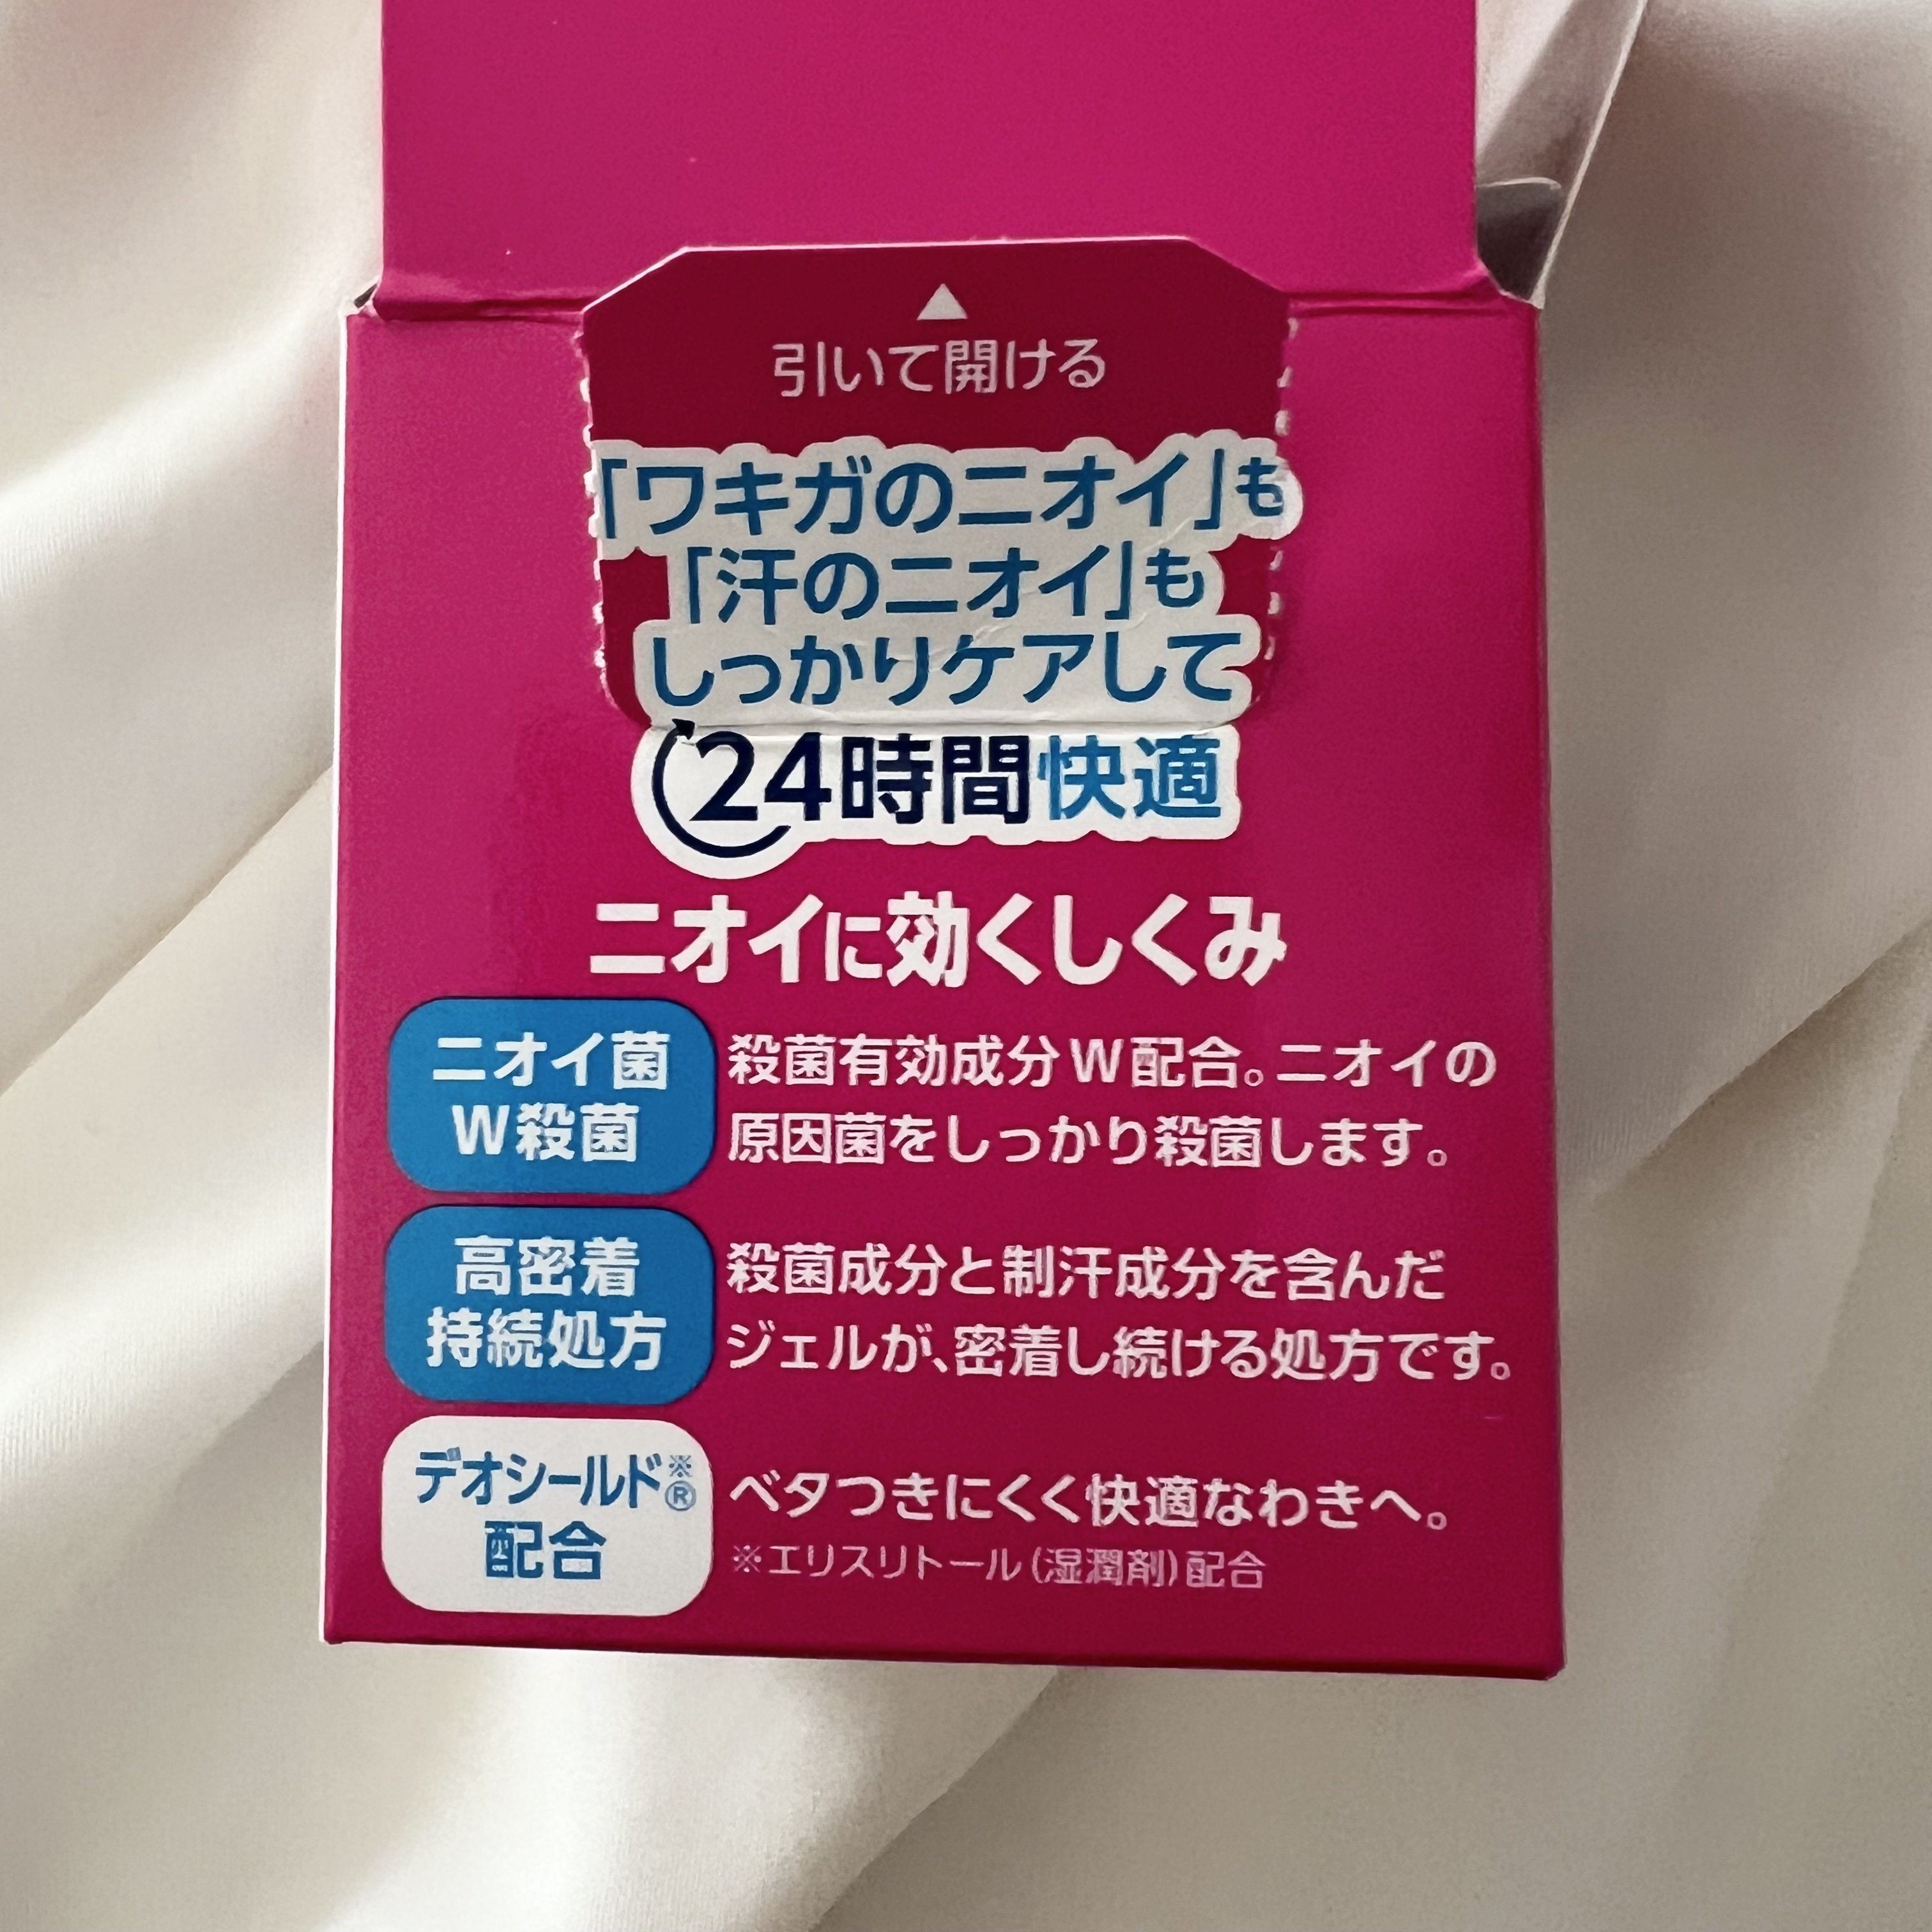 ▲
引いて開ける
「ワキガのニオイ」も
「汗のニオイ」も
しっかりケアして
24時間快適
ニオイに効くしくみ
ニオイ菌
W殺菌
殺菌有効成分W配合。ニオイの
原因菌をしっかり殺菌します。
高密着
持続処方
殺菌成分と制汗成分を含んだ
ジェルが、密着し続ける処方です。
デオシールド®※
配合
ベタつきにくく快適なわきへ。
※エリスリトール(湿潤剤)配合